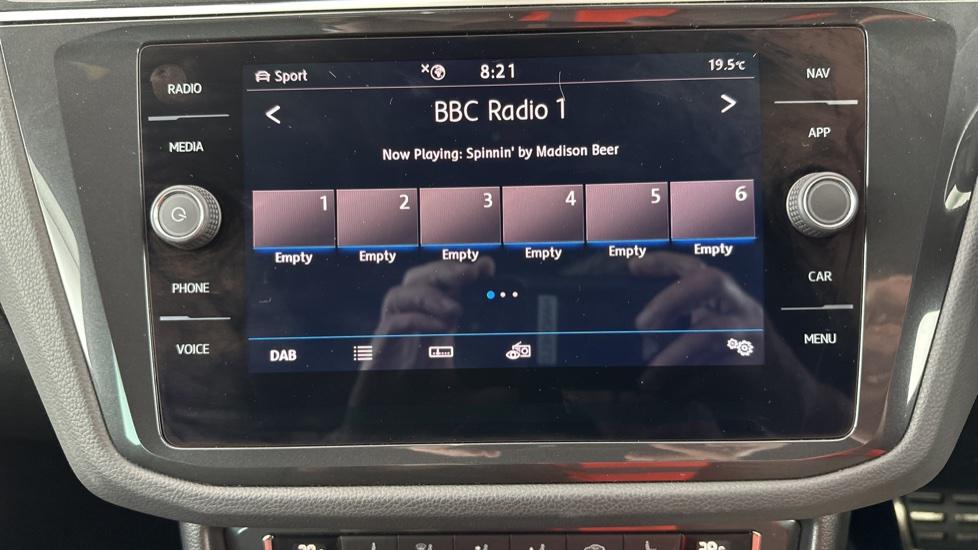 RADIO
MEDIA
PHONE
VOICE
Sport 8:21 19.5°C
< BBC Radio 1 >
Now Playing: Spinnin' by Madison Beer
1 2 3 4 5 6
Empty Empty Empty Empty Empty Empty
DAB
NAV
APP
CAR
MENU